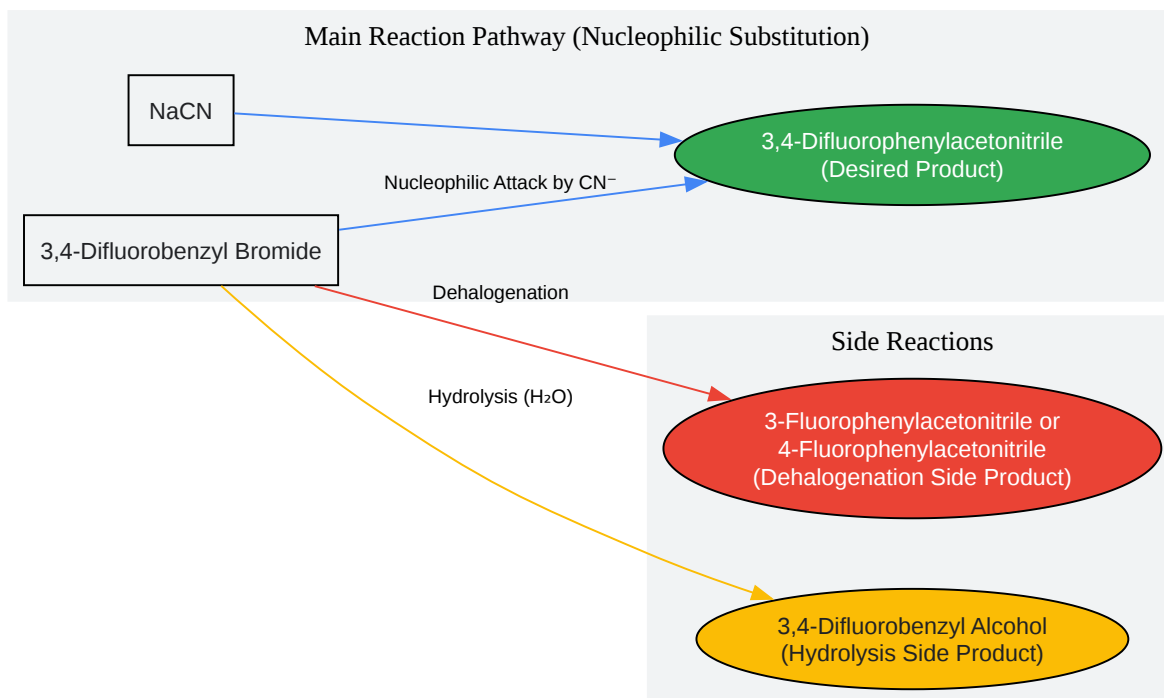 Main Reaction Pathway (Nucleophilic Substitution)
NaCN
3,4-Difluorophenylacetonitrile
(Desired Product)
Nucleophilic Attack by CN⁻
3,4-Difluorobenzyl Bromide
Dehalogenation
Side Reactions
Hydrolysis (H₂O)
3-Fluorophenylacetonitrile or
4-Fluorophenylacetonitrile
(Dehalogenation Side Product)
3,4-Difluorobenzyl Alcohol
(Hydrolysis Side Product)